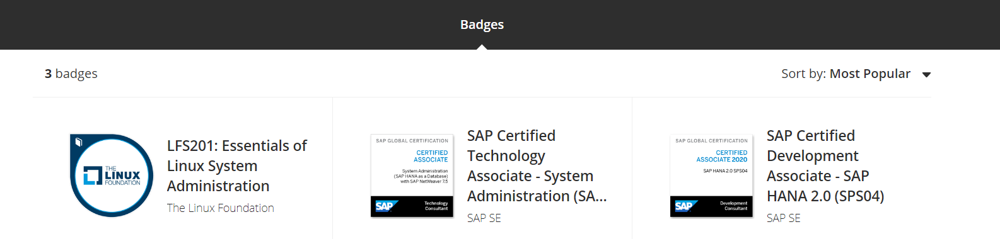 Badges
3 badges
Sort by: Most Popular
THE
LINUX
FOUNDATION
LFS201: Essentials of
Linux System
Administration
The Linux Foundation
SAP GLOBAL CERTIFICATION
CERTIFIED
ASSOCIATE
System Administration
(SAP HANA as a Database)
with SAP NetWeaver 7.5
SAP
Technology
Consultant
SAP Certified
Technology
Associate - System
Administration (SA...
SAP SE
SAP GLOBAL CERTIFICATION
CERTIFIED
ASSOCIATE 2020
SAP HANA 2.0 SPS04
SAP
Development
Consultant
SAP Certified
Development
Associate - SAP
HANA 2.0 (SPS04)
SAP SE